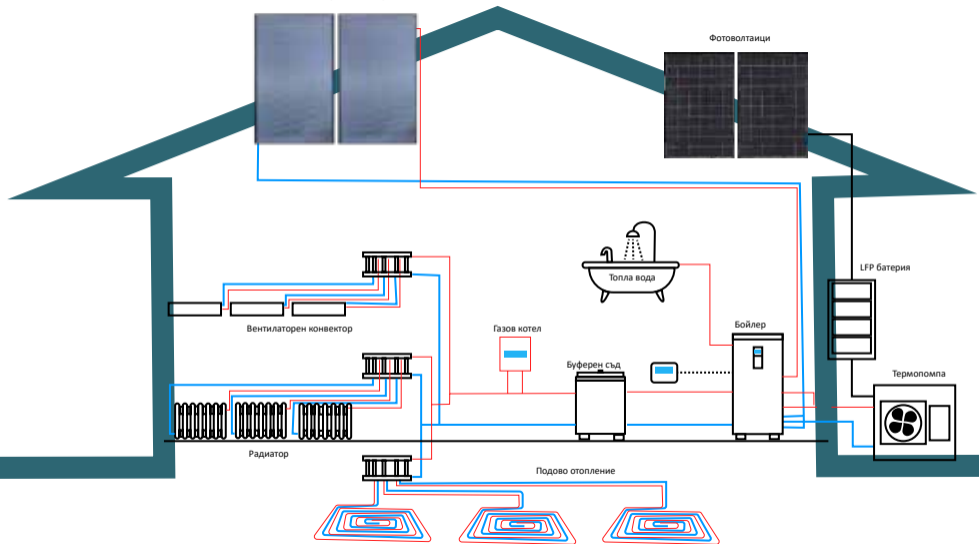 Фотоволтаици
Топла вода
LFP батерия
Вентилаторен конвектор
Газов котел
Бойлер
Буферен съд
Термопомпа
Радиатор
Подово отопление